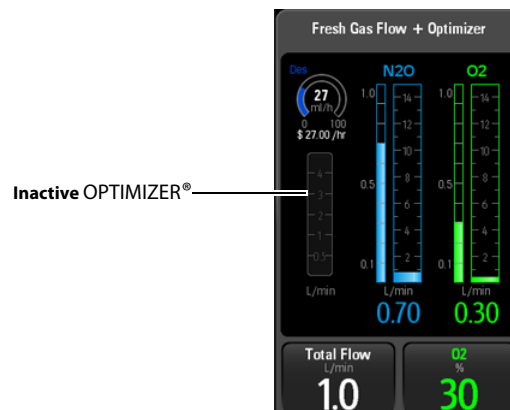 Fresh Gas Flow + Optimizer
Des
27
ml/h
0 100
$ 27.00 /hr
4
3
2
1
0.5
L/min
Inactive OPTIMIZER®
N2O
1.0
0.5
0.1
14
12
10
8
6
4
2
L/min
0.70
O2
1.0
0.5
0.1
14
12
10
8
6
4
2
L/min
0.30
Total Flow
L/min
1.0
O2
%
30